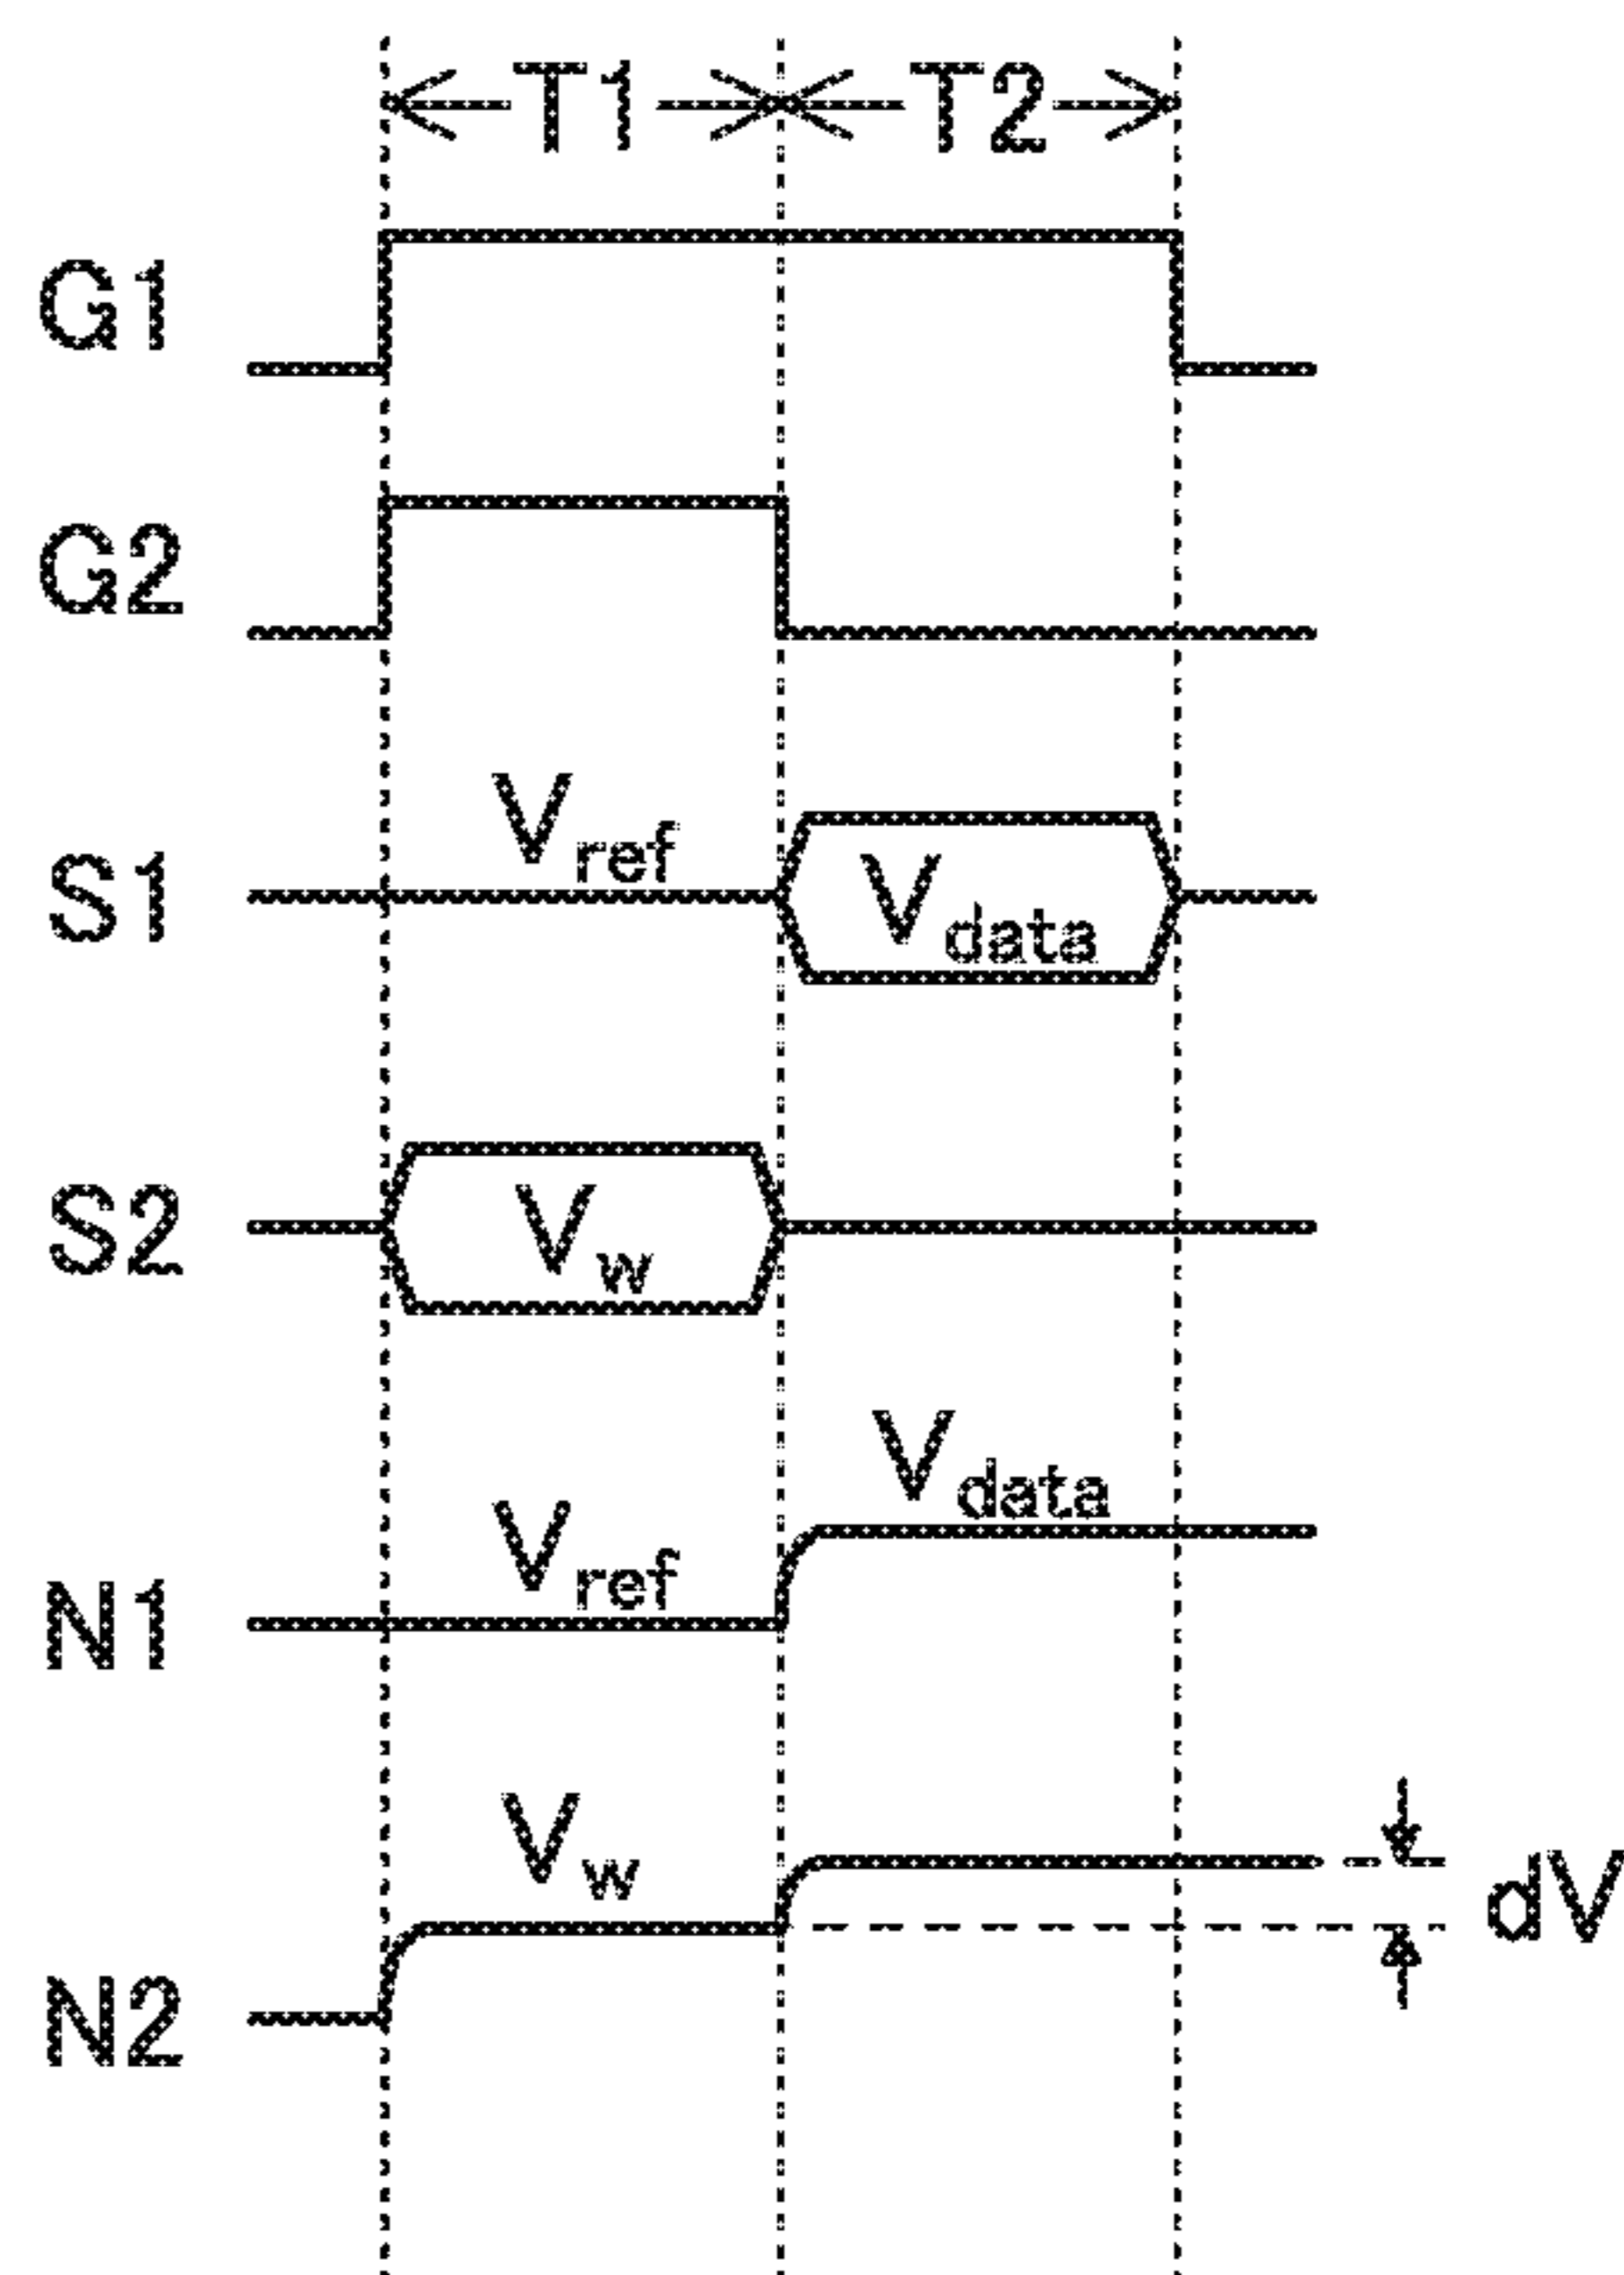 T1 T2
G1
G2
S1 Vref Vdata
S2 Vw
Vdata
N1 Vref
Vw
dV
N2